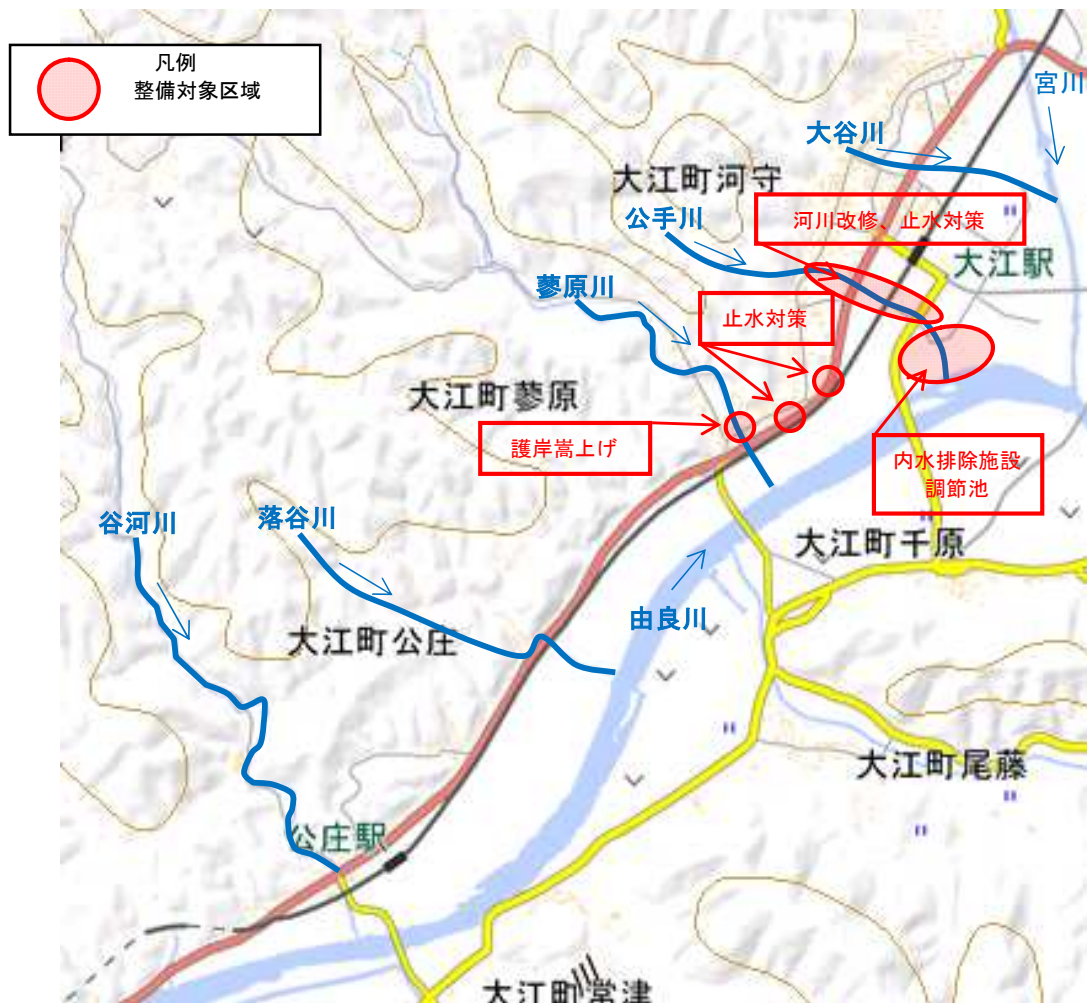 凡例
整備対象区域
宮川
大谷川
大江町河守
公手川
河川改修、止水対策
大江駅
蓼原川
止水対策
大江町蓼原
護岸嵩上げ
内水排除施設
調節池
谷河川
落谷川
大江町千原
由良川
大江町公庄
大江町尾藤
公庄駅
大江町常津